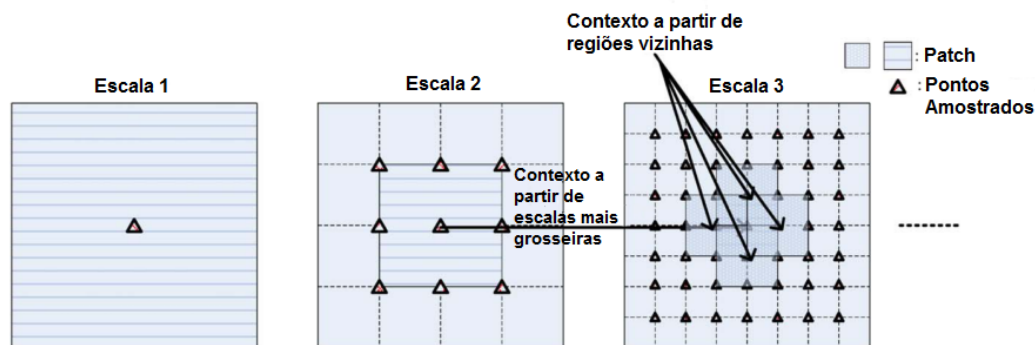 Contexto a partir de
regiões vizinhas
: Patch
: Pontos
Amostrados
Escala 1
Escala 2
Escala 3
Contexto a
partir de
escalas mais
grosseiras